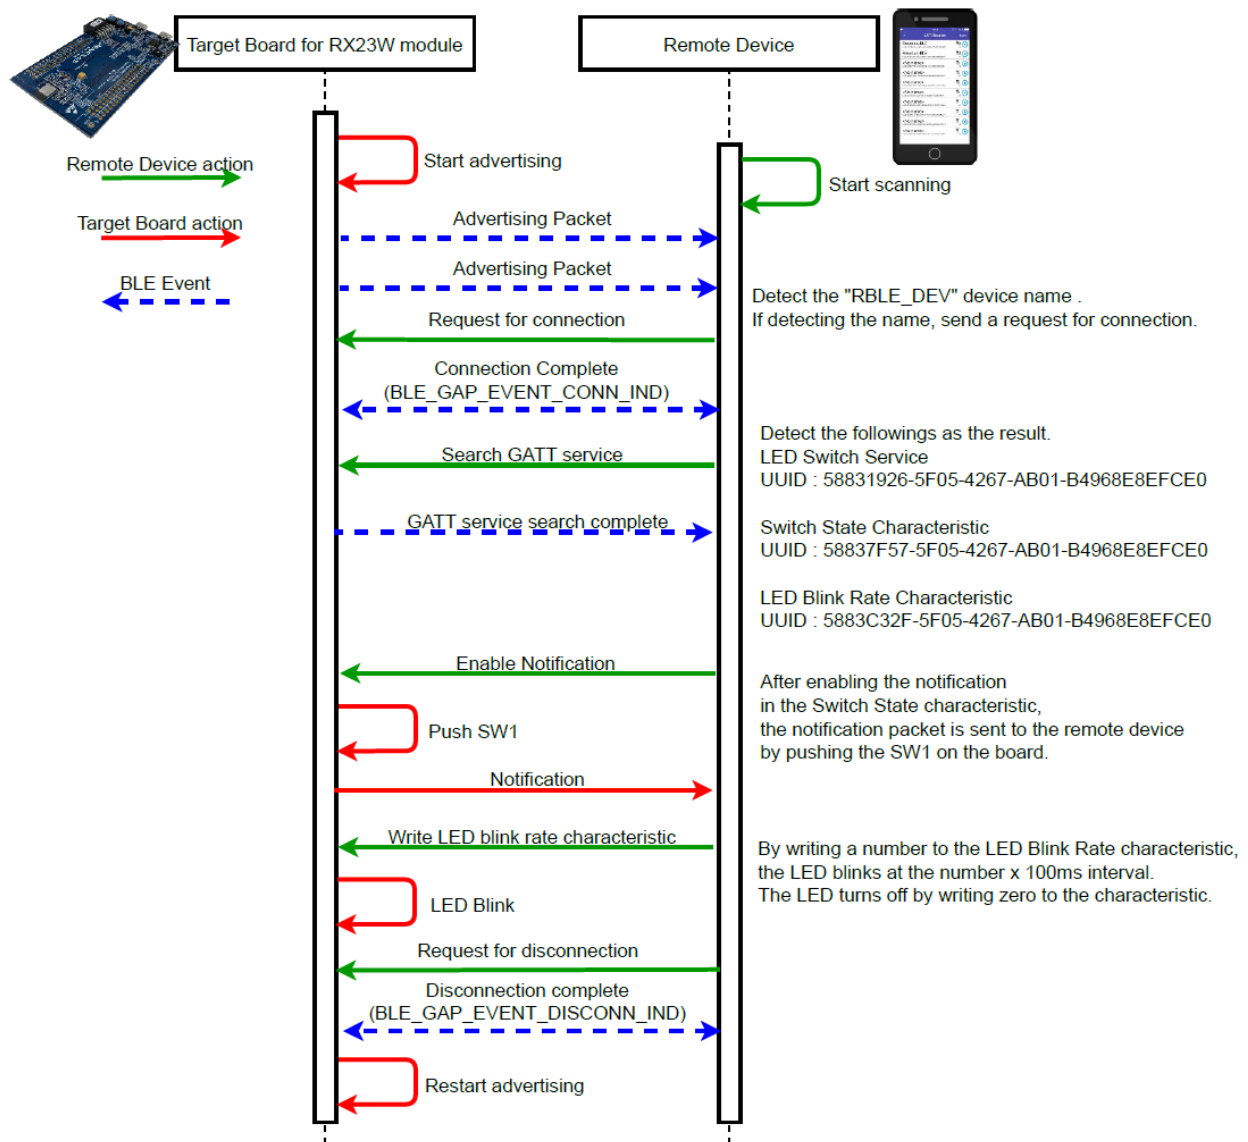 Target Board for RX23W module
Remote Device
Remote Device action
Start advertising
Start scanning
Target Board action
Advertising Packet
BLE Event
Advertising Packet
Detect the "RBLE_DEV" device name .
If detecting the name, send a request for connection.
Request for connection
Connection Complete
(BLE_GAP_EVENT_CONN_IND)
Detect the followings as the result.
LED Switch Service
UUID : 58831926-5F05-4267-AB01-B4968E8EFCE0
Search GATT service
GATT service search complete
Switch State Characteristic
UUID : 58837F57-5F05-4267-AB01-B4968E8EFCE0
LED Blink Rate Characteristic
UUID : 5883C32F-5F05-4267-AB01-B4968E8EFCE0
Enable Notification
After enabling the notification
in the Switch State characteristic,
the notification packet is sent to the remote device
by pushing the SW1 on the board.
Push SW1
Notification
Write LED blink rate characteristic
By writing a number to the LED Blink Rate characteristic,
the LED blinks at the number x 100ms interval.
The LED turns off by writing zero to the characteristic.
LED Blink
Request for disconnection
Disconnection complete
(BLE_GAP_EVENT_DISCONN_IND)
Restart advertising